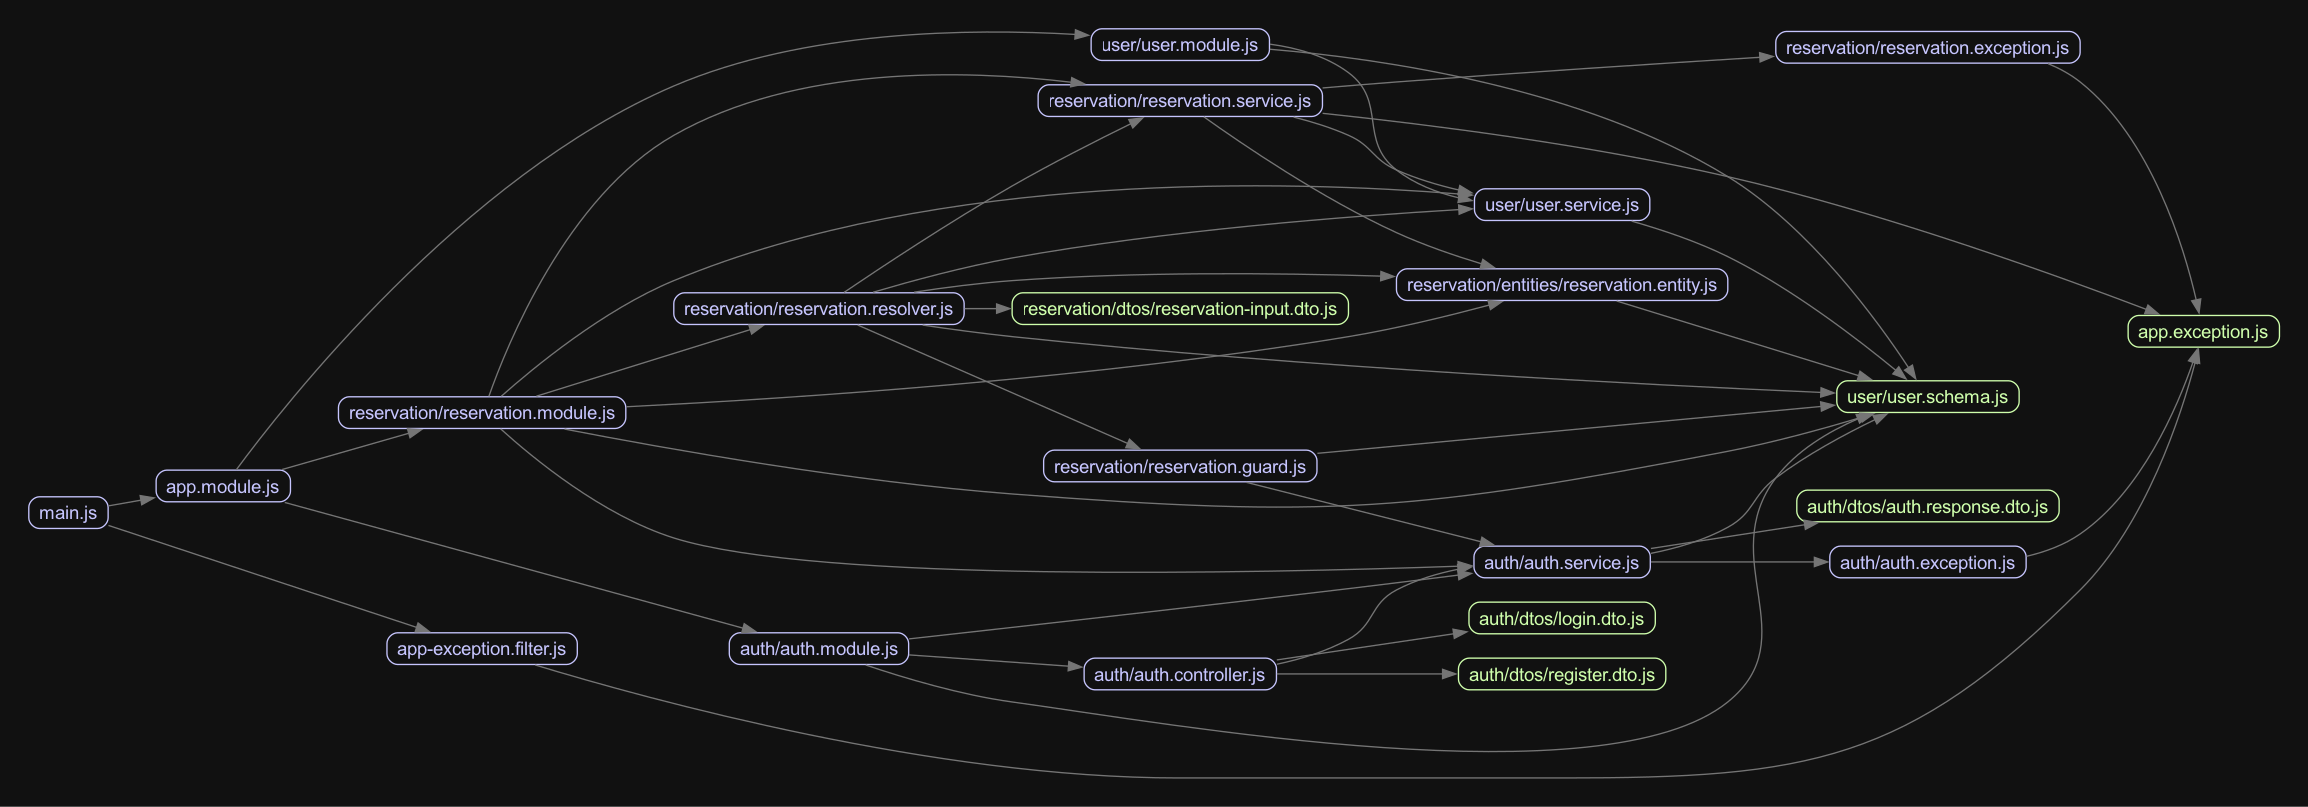 user/user.module.js
reservation/reservation.exception.js
reservation/reservation.service.js
user/user.service.js
reservation/entities/reservation.entity.js
reservation/reservation.resolver.js
reservation/dtos/reservation-input.dto.js
app.exception.js
user/user.schema.js
reservation/reservation.module.js
reservation/reservation.guard.js
app.module.js
auth/dtos/auth.response.dto.js
main.js
auth/auth.service.js
auth/auth.exception.js
auth/dtos/login.dto.js
app-exception.filter.js
auth/auth.module.js
auth/auth.controller.js
auth/dtos/register.dto.js